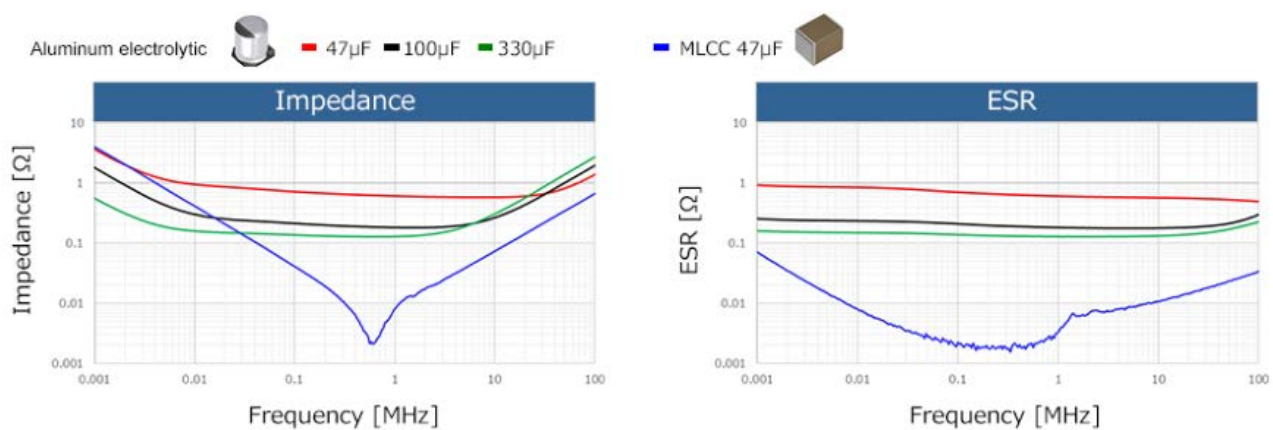 Aluminum electrolytic 47µF 100µF 330µF MLCC 47µF
Impedance
10
1
0.1
0.01
0.001
Impedance [Ω]
0.001 0.01 0.1 1 10 100
Frequency [MHz]
ESR
10
1
0.1
0.01
0.001
ESR [Ω]
0.001 0.01 0.1 1 10 100
Frequency [MHz]